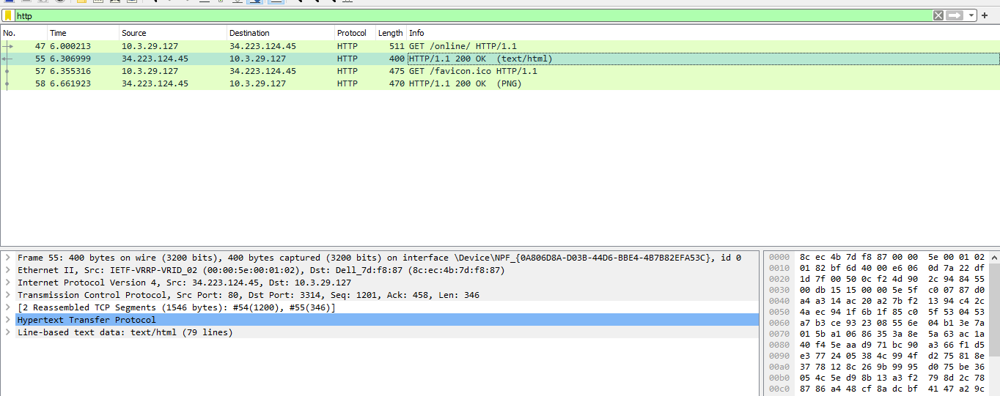 http
No. Time Source Destination Protocol Length Info
47 6.000213 10.3.29.127 34.223.124.45 HTTP 511 GET /online/ HTTP/1.1
55 6.306999 34.223.124.45 10.3.29.127 HTTP 400 HTTP/1.1 200 OK (text/html)
57 6.355316 10.3.29.127 34.223.124.45 HTTP 475 GET /favicon.ico HTTP/1.1
58 6.661923 34.223.124.45 10.3.29.127 HTTP 470 HTTP/1.1 200 OK (PNG)
Frame 55: 400 bytes on wire (3200 bits), 400 bytes captured (3200 bits) on interface \Device\NPF_{0A806D8A-D03B-44D6-BBE4-4B7B82EFA53C}, id 0
Ethernet II, Src: IETF-VRRP-VRID_02 (00:00:5e:00:01:02), Dst: Dell_7d:f8:87 (8c:ec:4b:7d:f8:87)
Internet Protocol Version 4, Src: 34.223.124.45, Dst: 10.3.29.127
Transmission Control Protocol, Src Port: 80, Dst Port: 3314, Seq: 1201, Ack: 458, Len: 346
[2 Reassembled TCP Segments (1546 bytes): #54(1200), #55(346)]
Hypertext Transfer Protocol
Line-based text data: text/html (79 lines)
0000 8c ec 4b 7d f8 87 00 00 5e 00 01 02
0010 01 82 bf 6d 40 00 e6 06 0d 7a 22 df
0020 1d 7f 00 50 0c f2 4d 90 2c 94 84 55
0030 00 db 15 15 00 00 5e 5f c0 07 87 d0
0040 a4 a3 14 ac 20 a2 7b f2 13 94 c4 2c
0050 4a ec 94 1f 6b 1f 85 c0 5f 53 04 53
0060 a7 b3 ce 93 23 08 55 6e 04 b1 3e 7a
0070 01 5b a1 06 86 35 3a 8e 5a 63 ac 1a
0080 40 f4 5e aa d9 71 bc 90 a3 66 f1 d5
0090 e3 77 24 05 38 4c 99 4f d2 75 81 8e
00a0 37 78 12 8c 26 9b 99 95 d0 75 be 36
00b0 05 4c 5e d9 8b 13 a3 f2 79 8d 2c 78
00c0 87 86 a4 48 cf 8a dc bf 41 47 a2 9c